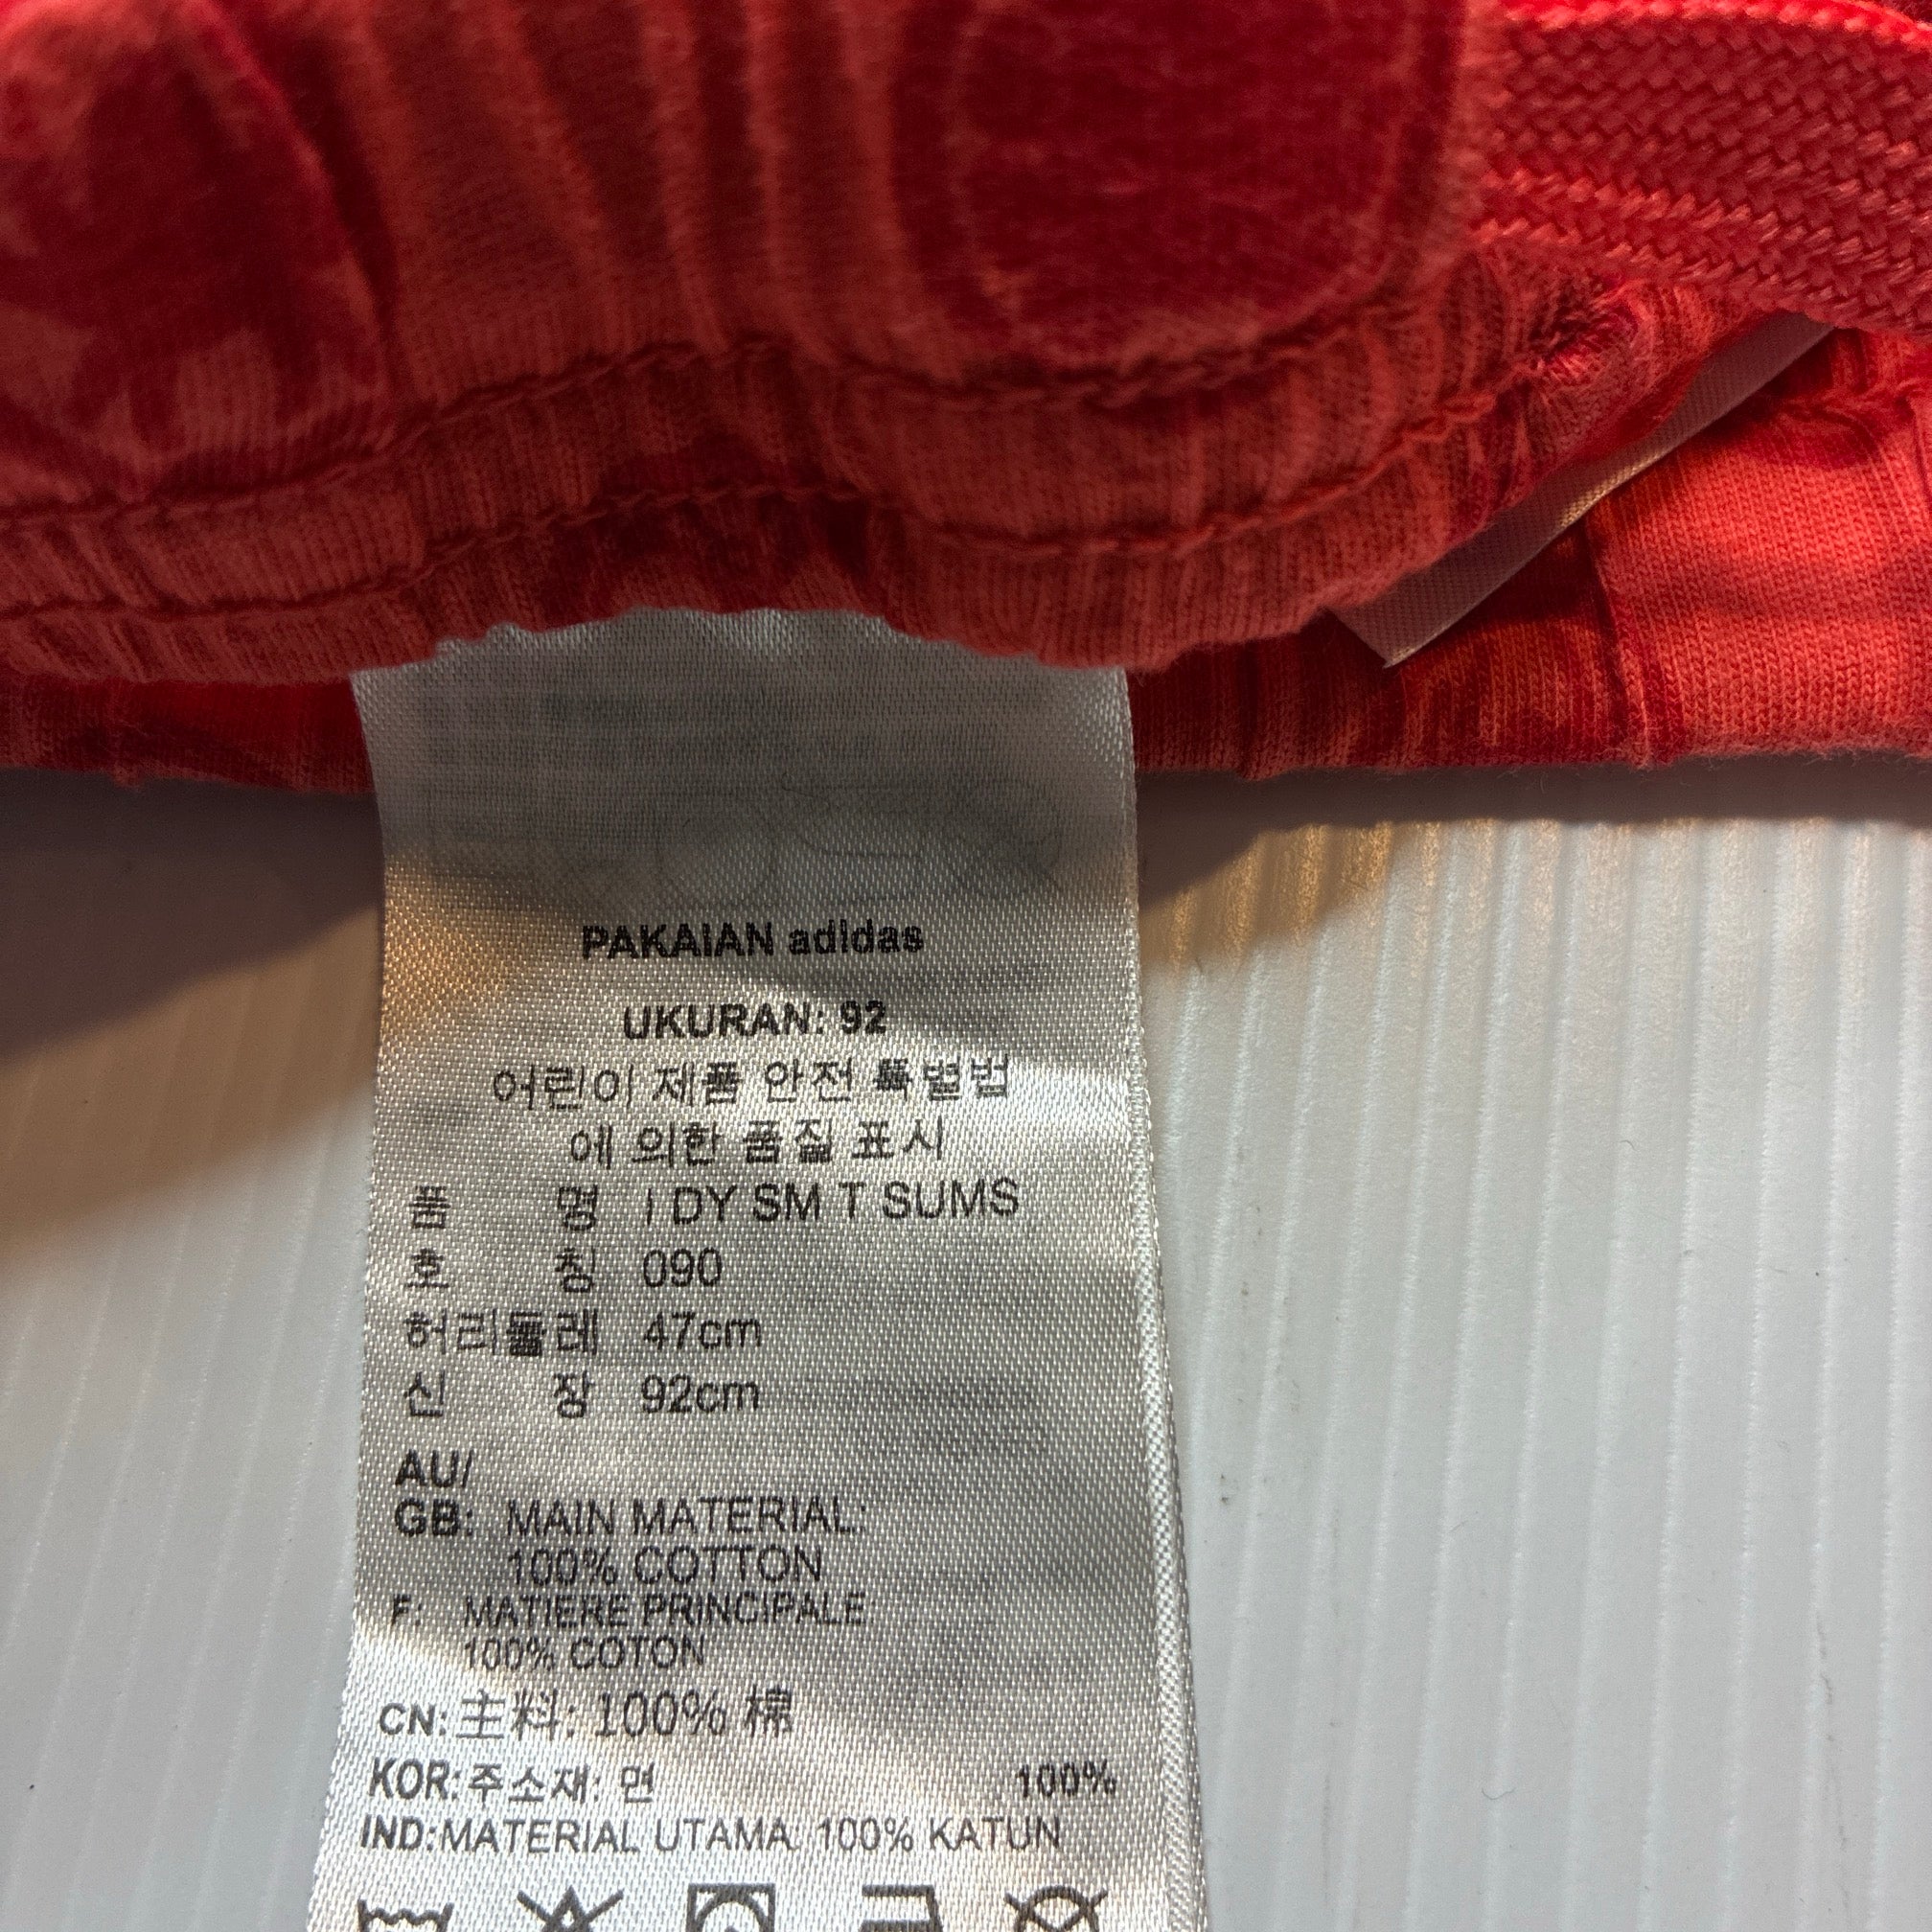 PAKAIAN adidas
UKURAN: 92
어린이 제품 안전 특별법
에 의한 품질 표시
품 명 I DY SM T SUMS
호 칭 090
허리둘레 47cm
신 장 92cm
AU/
GB: MAIN MATERIAL:
100% COTTON
F: MATIERE PRINCIPALE
100% COTON
CN: 主料: 100% 棉
KOR: 주소재: 면 100%
IND: MATERIAL UTAMA 100% KATUN